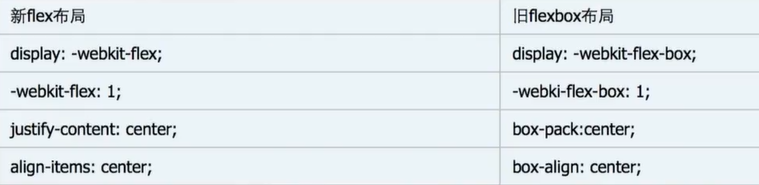 新flex布局 旧flexbox布局
display: -webkit-flex; display: -webkit-flex-box;
-webkit-flex: 1; -webki-flex-box: 1;
justify-content: center; box-pack:center;
align-items: center; box-align: center;